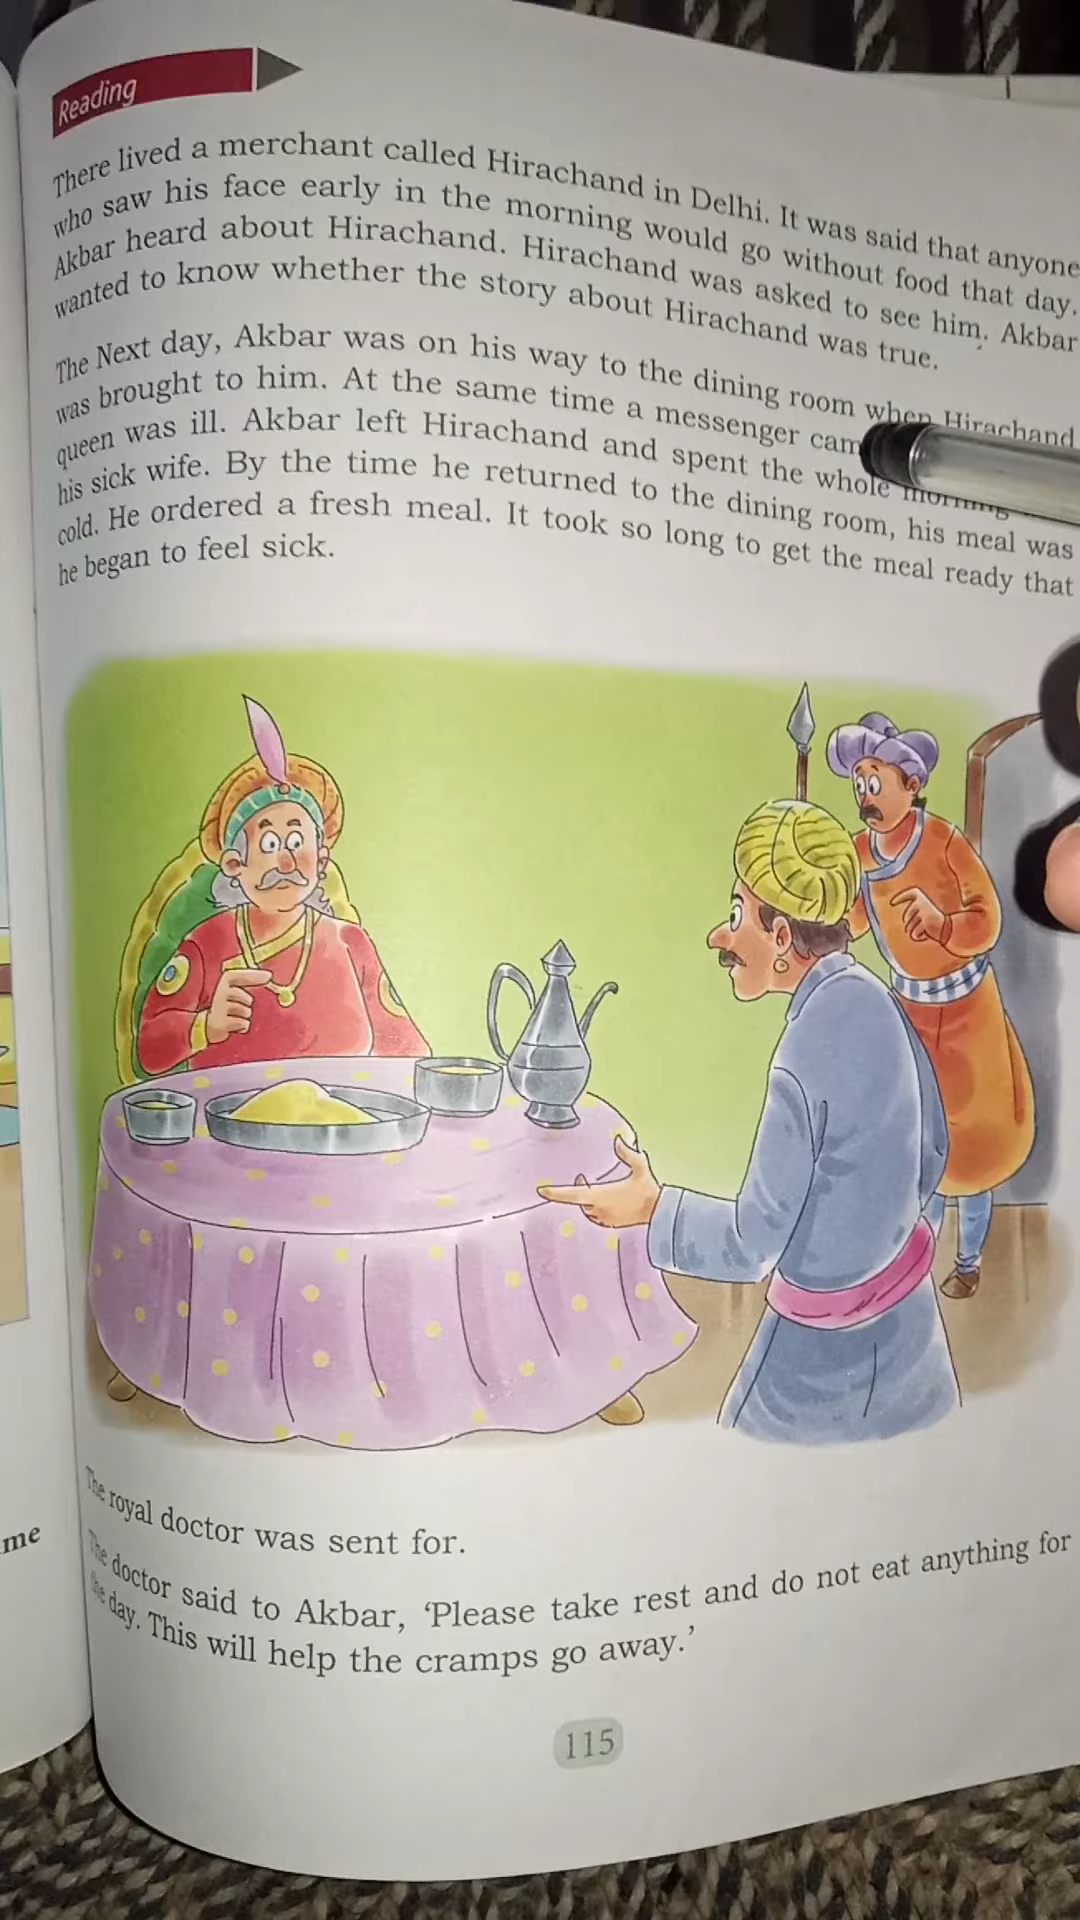 Reading
There lived a merchant called Hirachand in Delhi. It was said that anyone
who saw his face early in the morning would go without food that day.
Akbar heard about Hirachand. Hirachand was asked to see him. Akbar
wanted to know whether the story about Hirachand was true.
The Next day, Akbar was on his way to the dining room when Hirachand
was brought to him. At the same time a messenger
queen was ill. Akbar left Hirachand and spent the whole morning
his sick wife. By the time he returned to the dining room, his meal was
cold. He ordered a fresh meal. It took so long to get the meal ready that
he began to feel sick.
The royal doctor was sent for.
The doctor said to Akbar, ‘Please take rest and do not eat anything for
the day. This will help the cramps go away.’
115
me